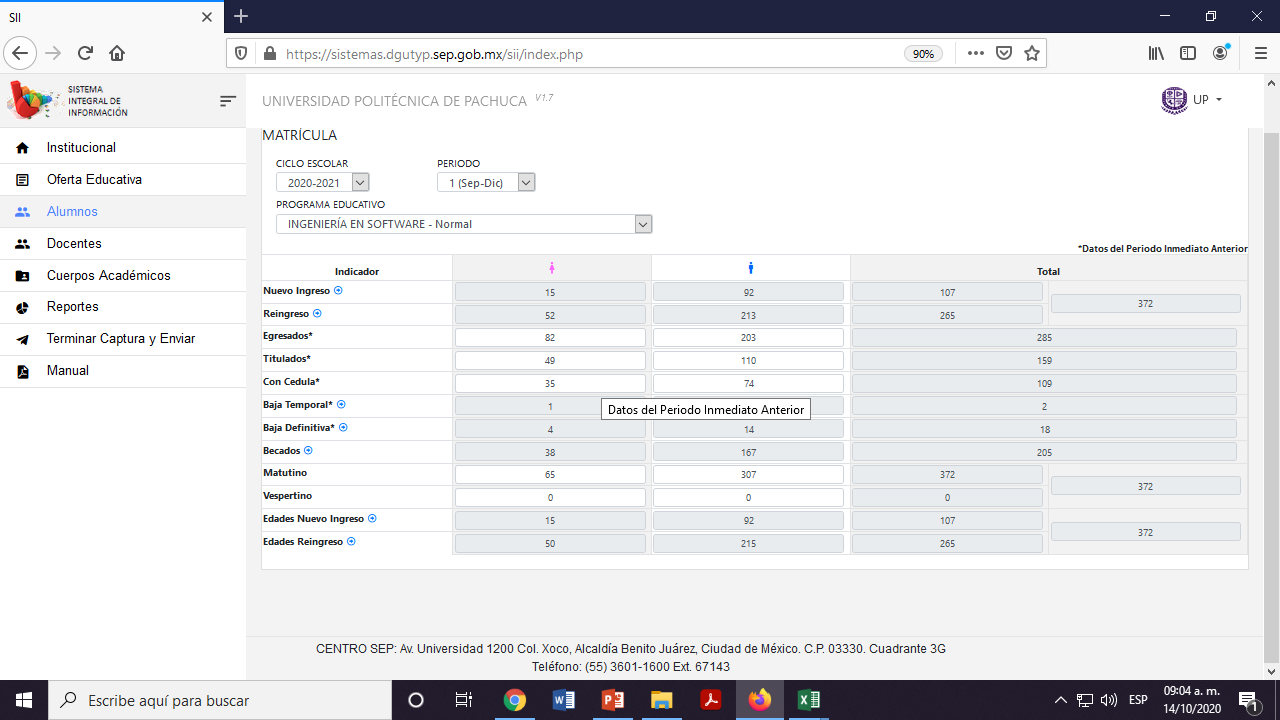 SII
https://sistemas.dgutyp.sep.gob.mx/sii/index.php
90%
SISTEMA
INTEGRAL DE
INFORMACIÓN
UNIVERSIDAD POLITÉCNICA DE PACHUCA V1.7
UP
Institucional
Oferta Educativa
Alumnos
Docentes
Cuerpos Académicos
Reportes
Terminar Captura y Enviar
Manual
MATRÍCULA
CICLO ESCOLAR PERIODO
2020-2021 1 (Sep-Dic)
PROGRAMA EDUCATIVO
INGENIERÍA EN SOFTWARE - Normal
*Datos del Periodo Inmediato Anterior
Indicador Total
Nuevo Ingreso 15 92 107 372
Reingreso 52 213 265
Egresados* 82 203 285
Titulados* 49 110 159
Con Cedula* 35 74 109
Baja Temporal* 1 2
Datos del Periodo Inmediato Anterior
Baja Definitiva* 4 14 18
Becados 38 167 205
Matutino 65 307 372 372
Vespertino 0 0 0
Edades Nuevo Ingreso 15 92 107 372
Edades Reingreso 50 215 265
CENTRO SEP: Av. Universidad 1200 Col. Xoco, Alcaldía Benito Juárez, Ciudad de México. C.P. 03330. Cuadrante 3G
Teléfono: (55) 3601-1600 Ext. 67143
Escribe aquí para buscar
ESP
09:04 a. m.
14/10/2020
1